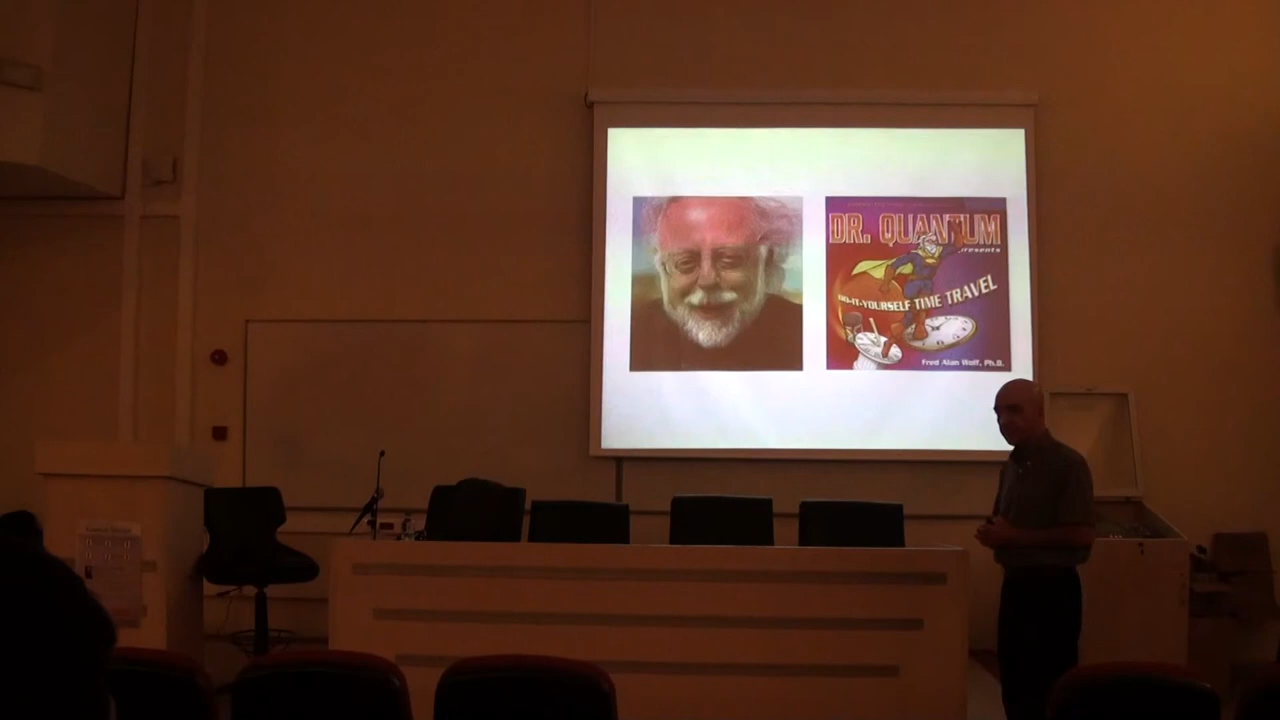 DR. QUANTUM
Presents
DO-IT-YOURSELF TIME TRAVEL
Fred Alan Wolf, Ph.D.